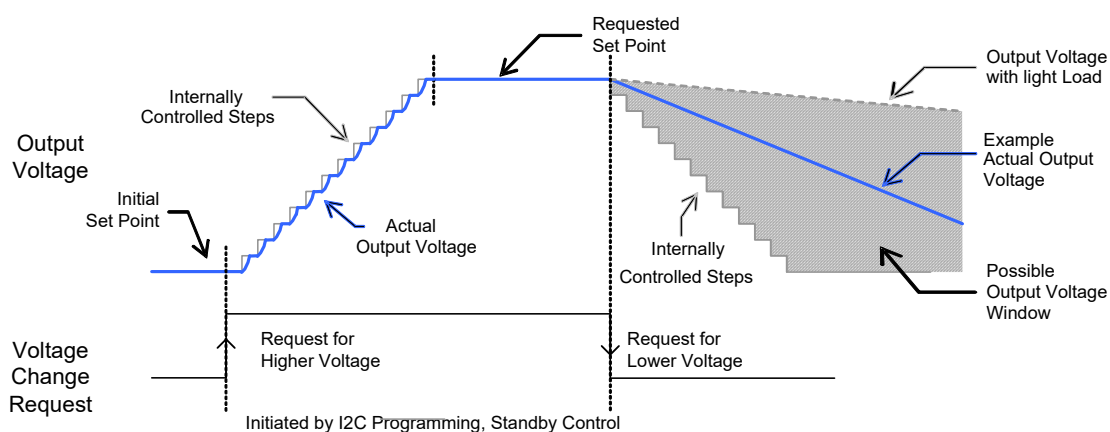 Requested
Set Point
Output Voltage
with light Load
Internally
Controlled Steps
Output
Voltage
Example
Actual Output
Voltage
Initial
Set Point
Actual
Output Voltage
Internally
Controlled Steps
Possible
Output Voltage
Window
Request for
Higher Voltage
Request for
Lower Voltage
Voltage
Change
Request
Initiated by I2C Programming, Standby Control